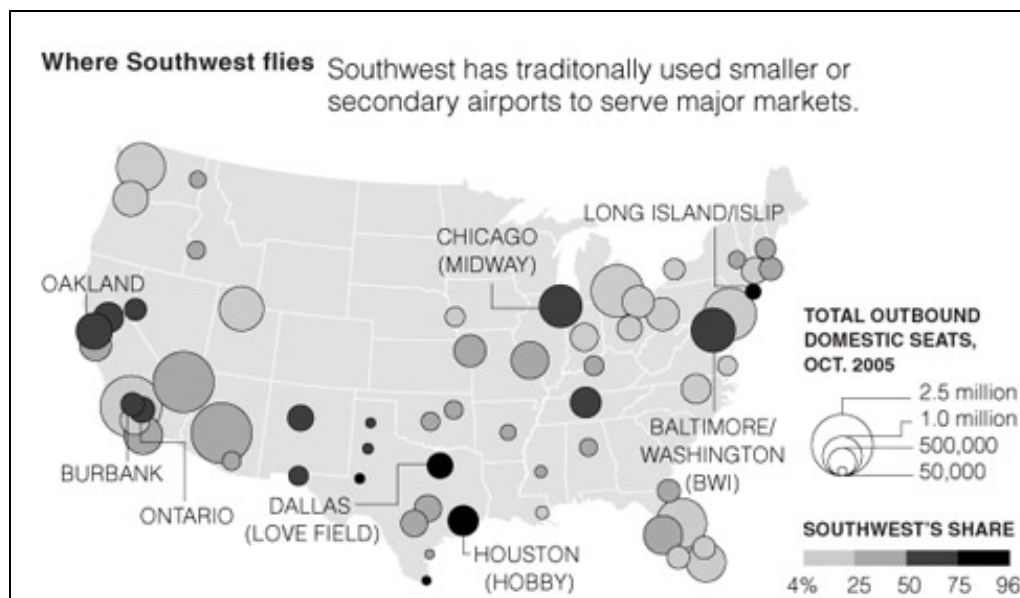 Where Southwest flies
Southwest has traditonally used smaller or
secondary airports to serve major markets.
LONG ISLAND/ISLIP
CHICAGO
(MIDWAY)
OAKLAND
BURBANK
ONTARIO
DALLAS
(LOVE FIELD)
HOUSTON
(HOBBY)
BALTIMORE/
WASHINGTON
(BWI)
TOTAL OUTBOUND
DOMESTIC SEATS,
OCT. 2005
2.5 million
1.0 million
500,000
50,000
SOUTHWEST'S SHARE
4% 25 50 75 96